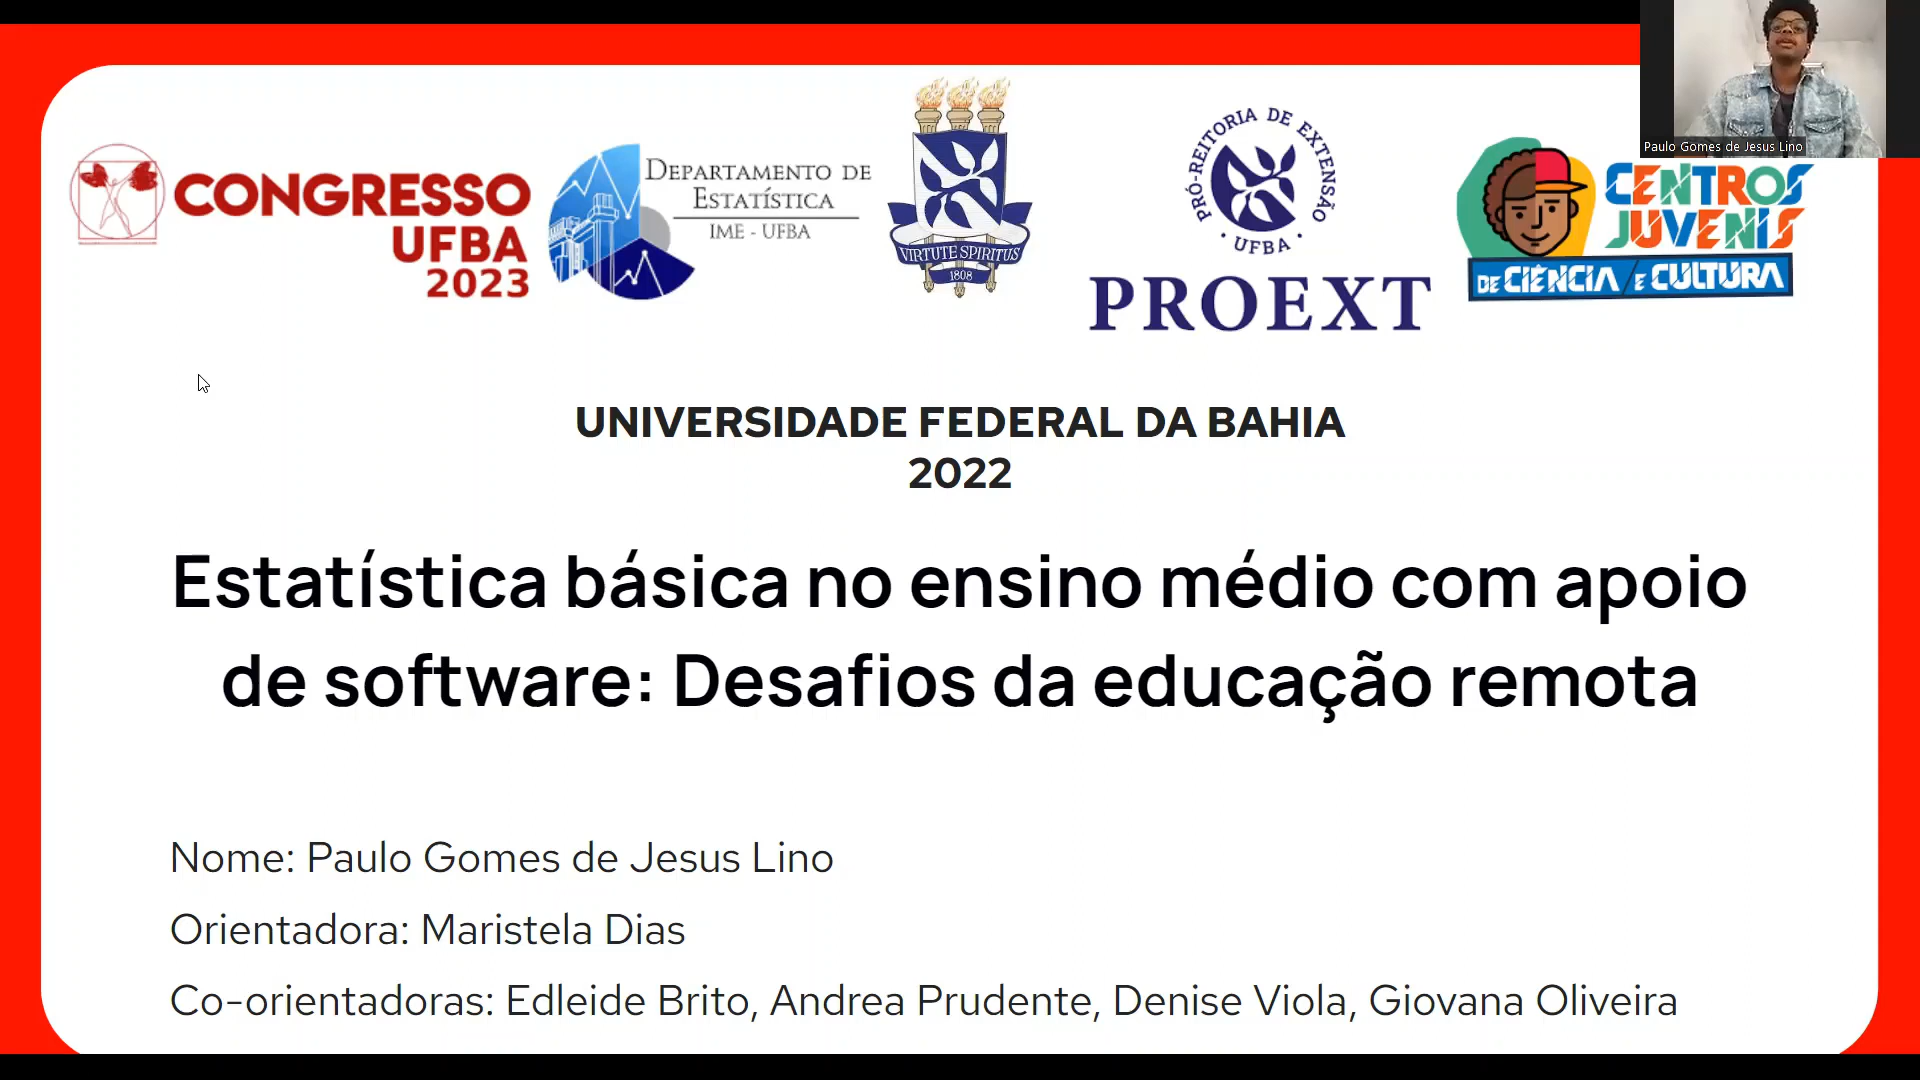 Paulo Gomes de Jesus Lino
CONGRESSO
UFBA
2023
DEPARTAMENTO DE
ESTATÍSTICA
IME - UFBA
VIRTUTE SPIRITUS
1808
PRÓ-REITORIA DE EXTENSÃO
· UFBA ·
PROEXT
CENTROS
JUVENIS
DE CIÊNCIA E CULTURA
UNIVERSIDADE FEDERAL DA BAHIA
2022
Estatística básica no ensino médio com apoio
de software: Desafios da educação remota
Nome: Paulo Gomes de Jesus Lino
Orientadora: Maristela Dias
Co-orientadoras: Edleide Brito, Andrea Prudente, Denise Viola, Giovana Oliveira